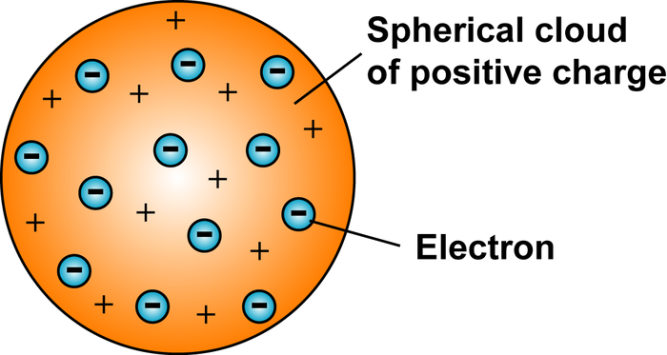 Spherical cloud
of positive charge
Electron